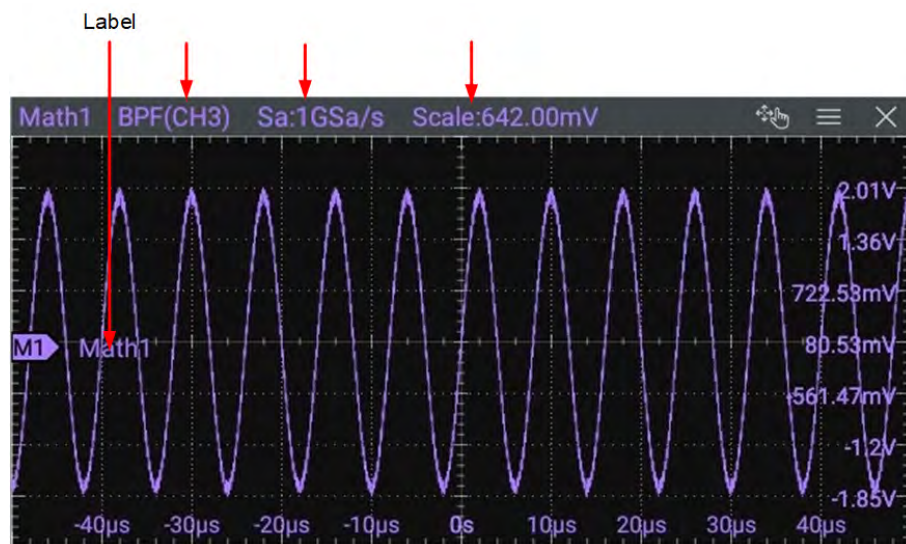 Label
Math1 BPF(CH3) Sa:1GSa/s Scale:642.00mV
2.01V
1.36V
722.53mV
M1 Math1 80.53mV
-561.47mV
-1.2V
-1.85V
-40µs -30µs -20µs -10µs 0s 10µs 20µs 30µs 40µs